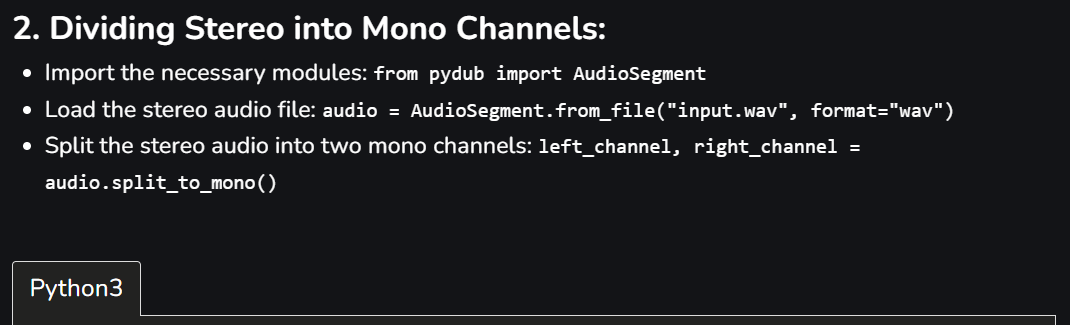 2. Dividing Stereo into Mono Channels:
• Import the necessary modules: from pydub import AudioSegment
• Load the stereo audio file: audio = AudioSegment.from_file("input.wav", format="wav")
• Split the stereo audio into two mono channels: left_channel, right_channel =
audio.split_to_mono()
Python3